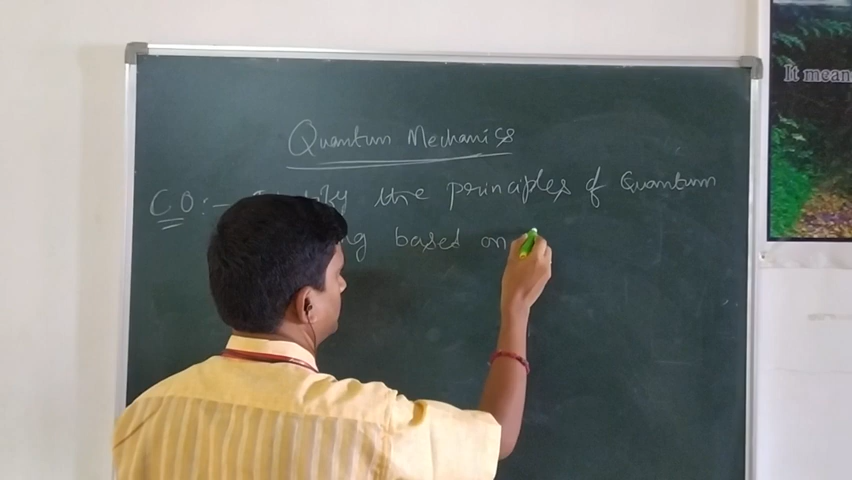 Quantum Mechanics
CO:- the principles of Quantum
based on
It mean